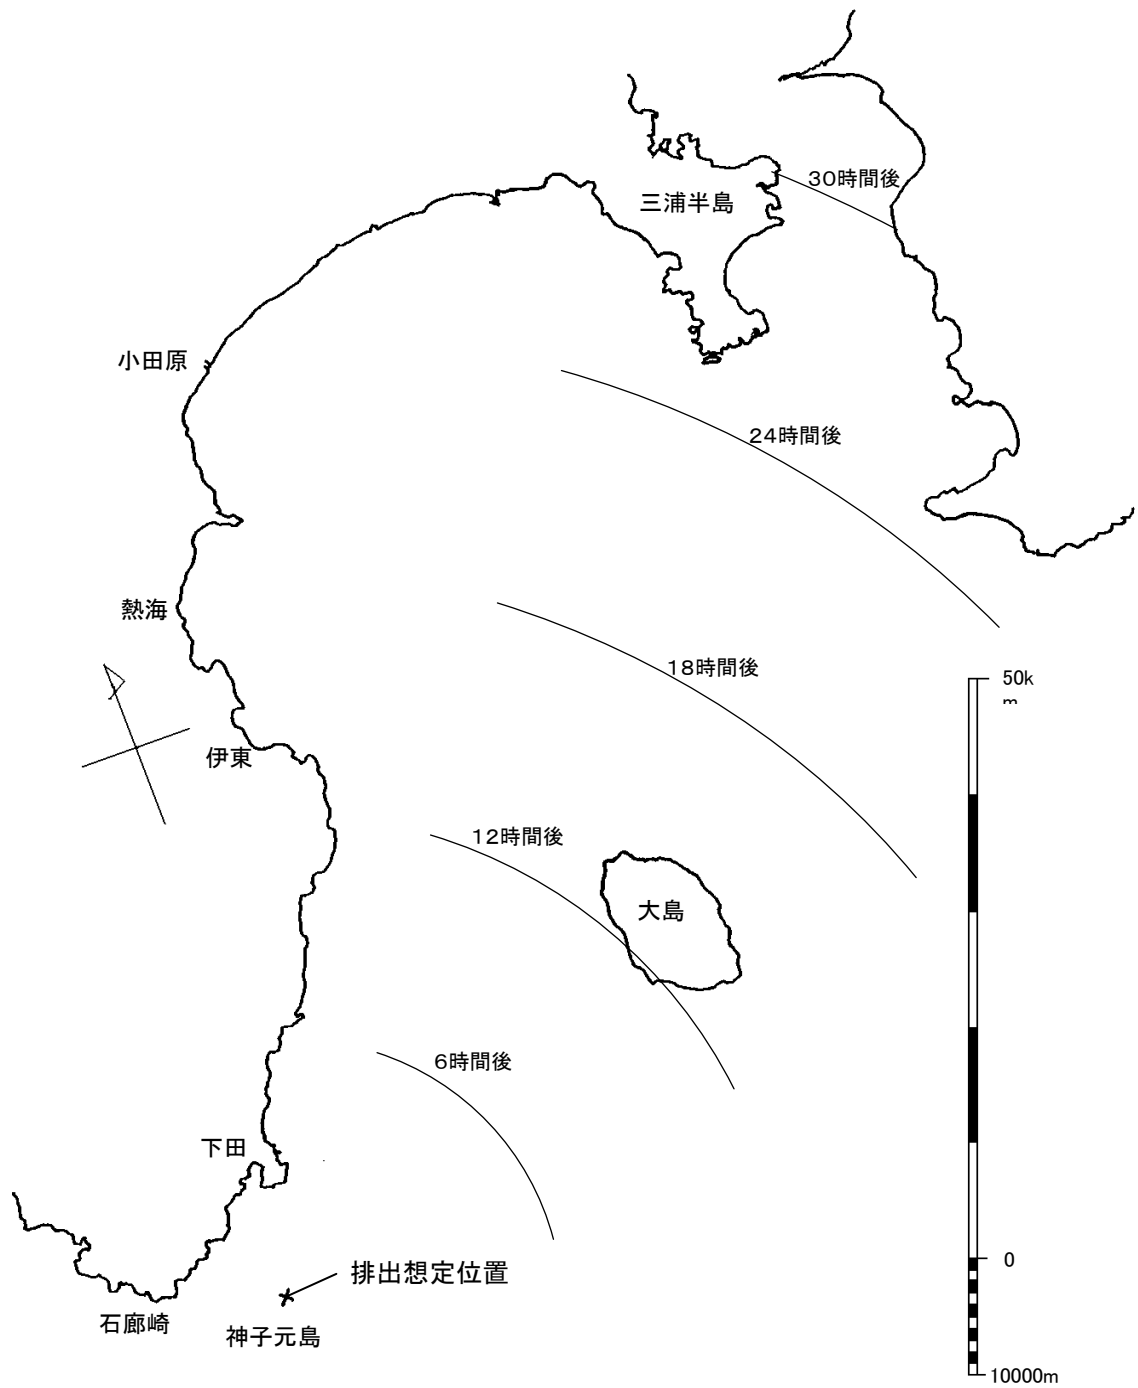 30時間後
三浦半島
小田原
24時間後
熱海
18時間後
50k
m
伊東
12時間後
大島
6時間後
下田
0
排出想定位置
石廊崎
神子元島
10000m